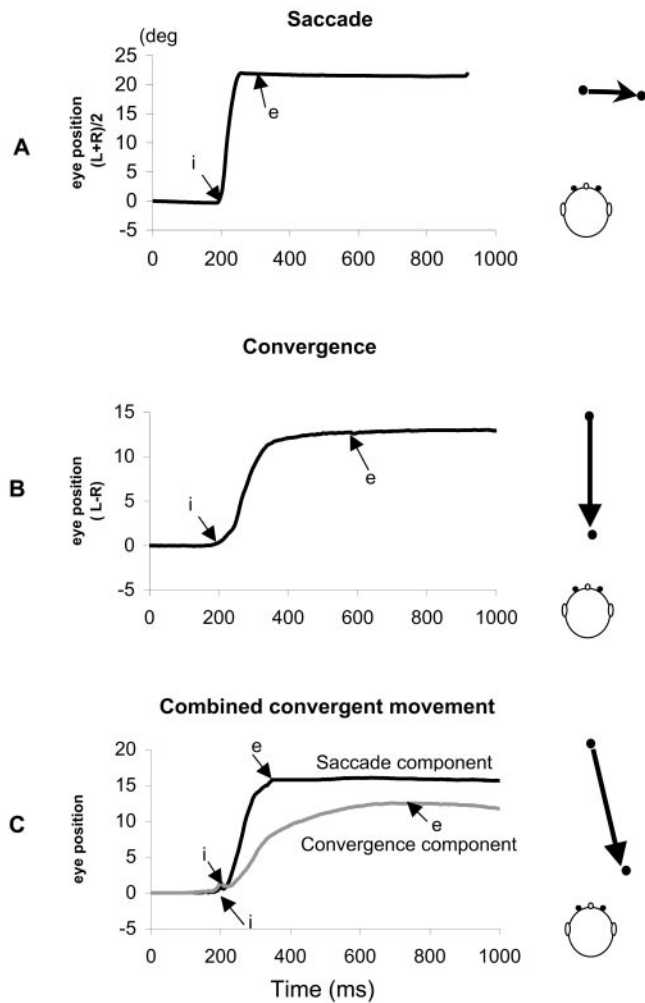 Saccade
(deg
25
20
15
10
5
0
-5
eye position
(L+R)/2
i
e
A
0 200 400 600 800 1000
Convergence
15
10
5
0
-5
eye position
( L-R)
i
e
B
0 200 400 600 800 1000
Combined convergent movement
20
15
10
5
0
-5
eye position
e
Saccade component
e
Convergence component
i
i
C
0 200 400 600 800 1000
Time (ms)